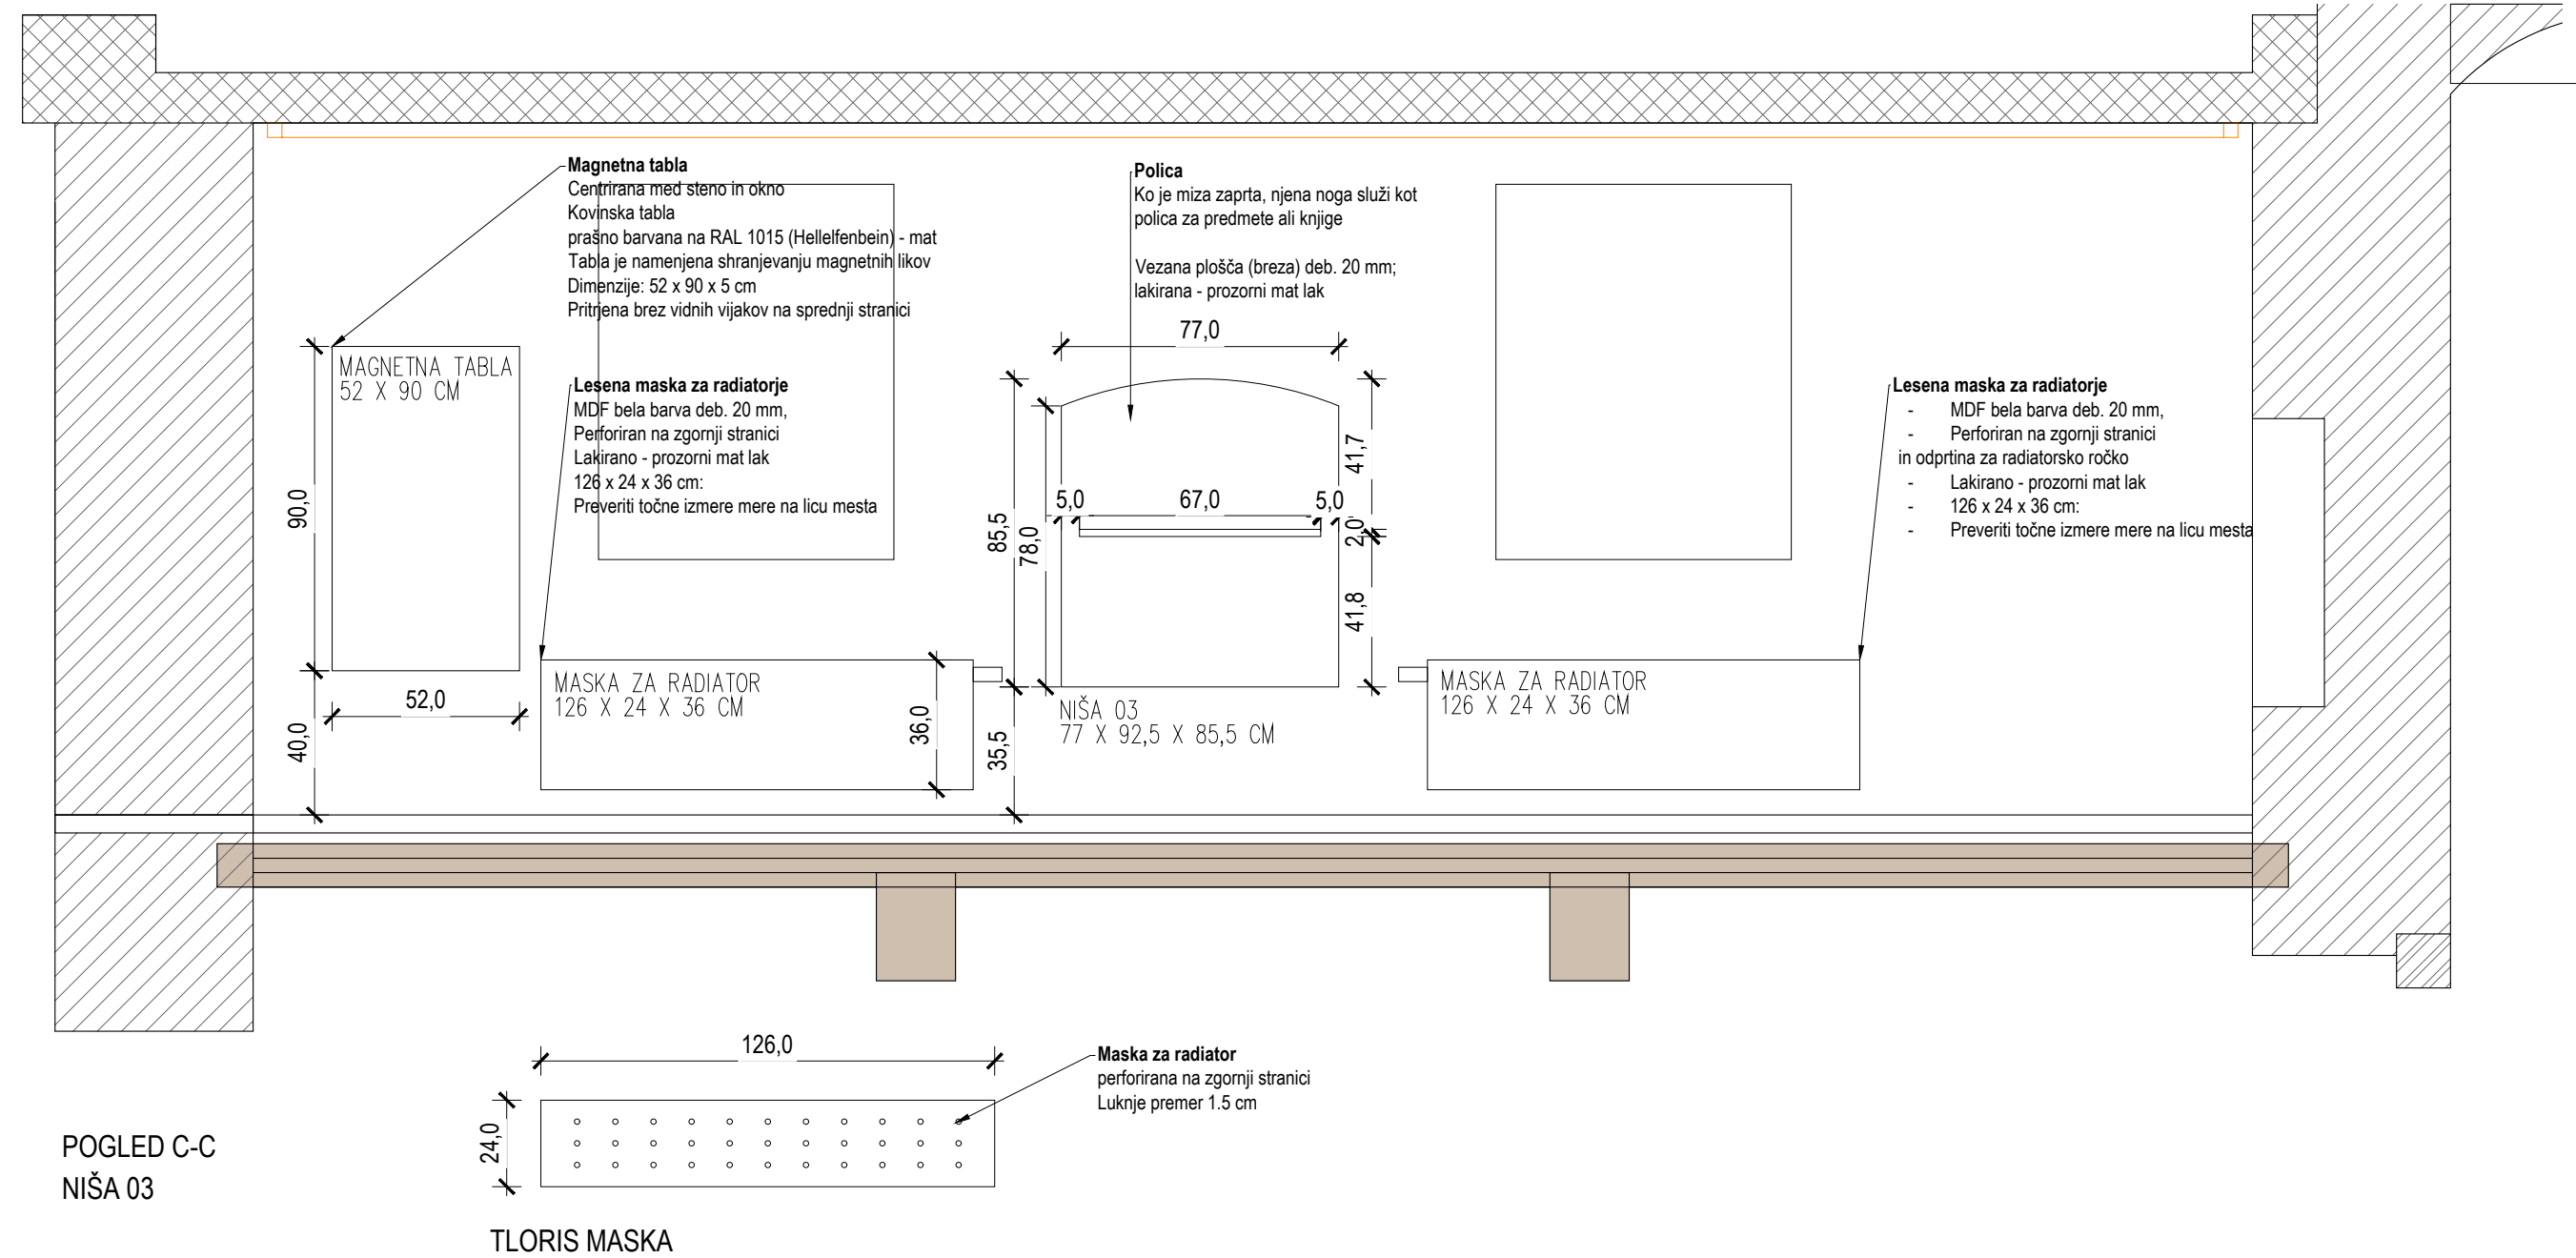 Magnetna tabla
Centrirana med steno in okno
Kovinska tabla
prašno barvana na RAL 1015 (Hellelfenbein) - mat
Tabla je namenjena shranjevanju magnetnih likov
Dimenzije: 52 x 90 x 5 cm
Pritrjena brez vidnih vijakov na sprednji stranici
Polica
Ko je miza zaprta, njena noga služi kot
polica za predmete ali knjige
Vezana plošča (breza) deb. 20 mm;
lakirana - prozorni mat lak
77,0
MAGNETNA TABLA
52 X 90 CM
90,0
52,0
40,0
Lesena maska za radiatorje
MDF bela barva deb. 20 mm,
Perforiran na zgornji stranici
Lakirano - prozorni mat lak
126 x 24 x 36 cm:
Preveriti točne izmere mere na licu mesta
85,5
78,0
5,0
67,0
5,0
41,7
2,0
41,8
Lesena maska za radiatorje
- MDF bela barva deb. 20 mm,
- Perforiran na zgornji stranici
in odprtina za radiatorsko ročko
- Lakirano - prozorni mat lak
- 126 x 24 x 36 cm:
- Preveriti točne izmere mere na licu mesta
MASKA ZA RADIATOR
126 X 24 X 36 CM
36,0
35,5
NIŠA 03
77 X 92,5 X 85,5 CM
MASKA ZA RADIATOR
126 X 24 X 36 CM
126,0
24,0
Maska za radiator
perforirana na zgornji stranici
Luknje premer 1.5 cm
POGLED C-C
NIŠA 03
TLORIS MASKA